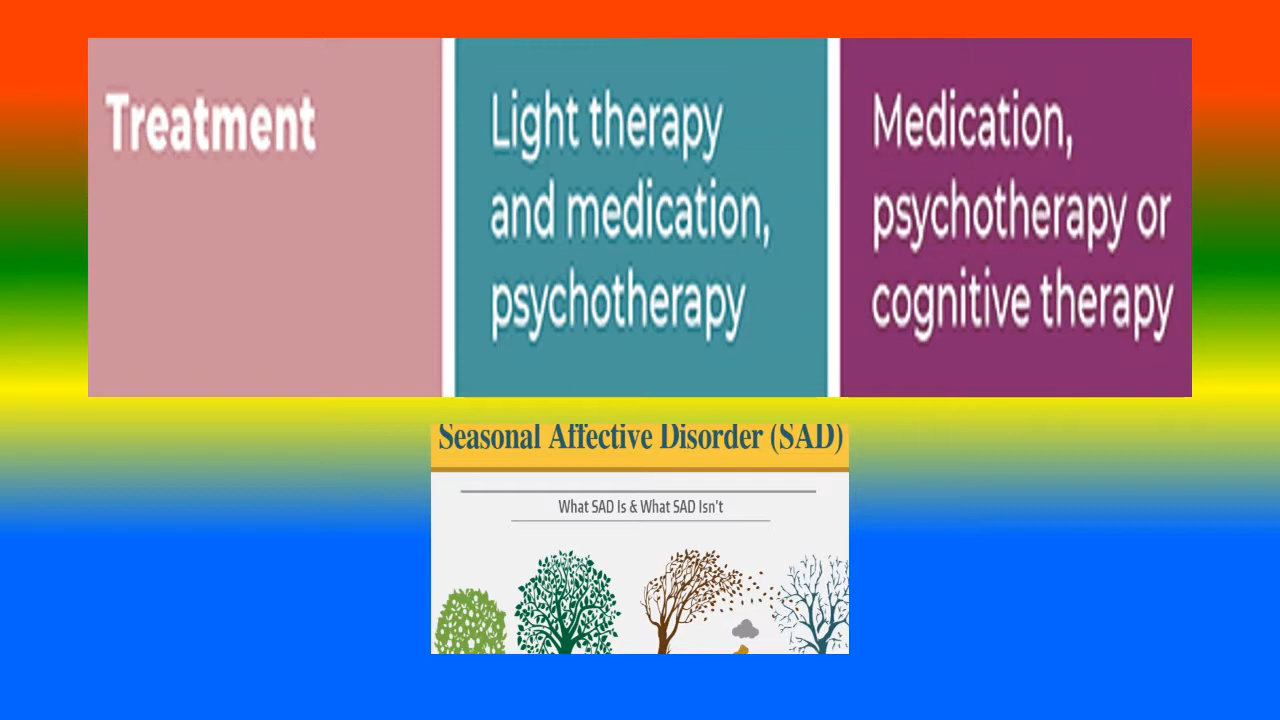 Treatment
Light therapy
and medication,
psychotherapy
Medication,
psychotherapy or
cognitive therapy
Seasonal Affective Disorder (SAD)
What SAD Is & What SAD Isn't